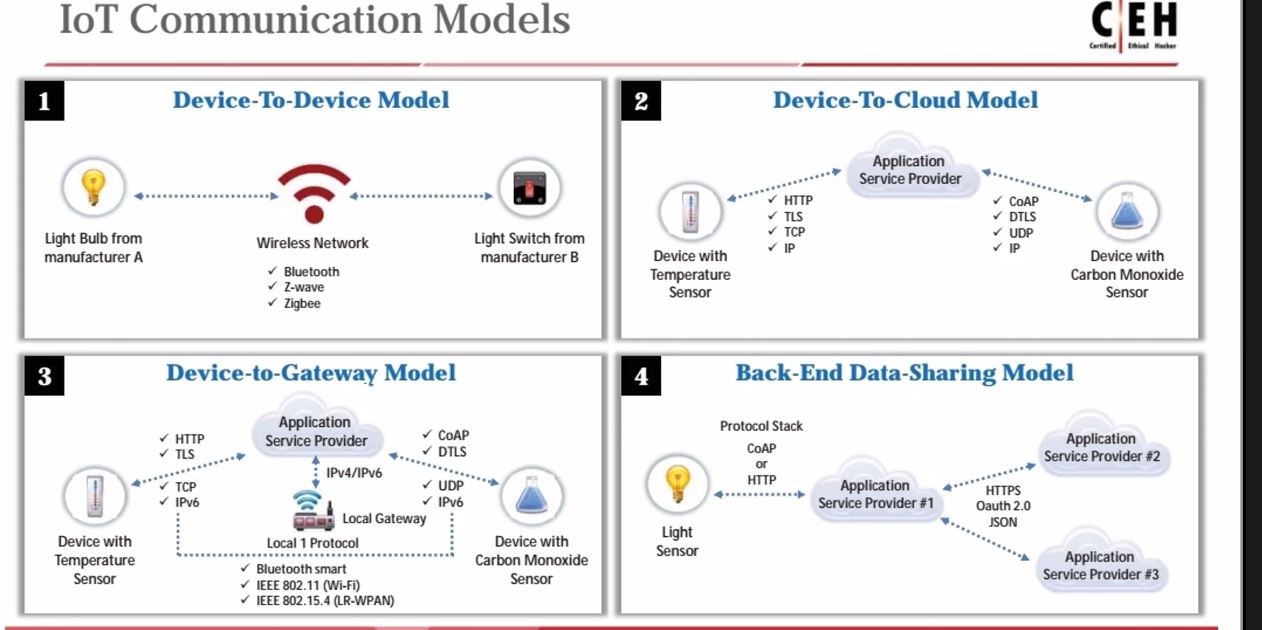 IoT Communication Models
C|EH
Certified Ethical Hacker
1
Device-To-Device Model
Light Bulb from
manufacturer A
Wireless Network
✓ Bluetooth
✓ Z-wave
✓ Zigbee
Light Switch from
manufacturer B
2
Device-To-Cloud Model
Application
Service Provider
✓ HTTP
✓ TLS
✓ TCP
✓ IP
✓ CoAP
✓ DTLS
✓ UDP
✓ IP
Device with
Temperature
Sensor
Device with
Carbon Monoxide
Sensor
3
Device-to-Gateway Model
Application
Service Provider
✓ HTTP
✓ TLS
✓ TCP
✓ IPv6
✓ CoAP
✓ DTLS
✓ UDP
✓ IPv6
IPv4/IPv6
Local Gateway
Local 1 Protocol
Device with
Temperature
Sensor
Device with
Carbon Monoxide
Sensor
✓ Bluetooth smart
✓ IEEE 802.11 (Wi-Fi)
✓ IEEE 802.15.4 (LR-WPAN)
4
Back-End Data-Sharing Model
Protocol Stack
CoAP
or
HTTP
Light
Sensor
Application
Service Provider #1
HTTPS
Oauth 2.0
JSON
Application
Service Provider #2
Application
Service Provider #3